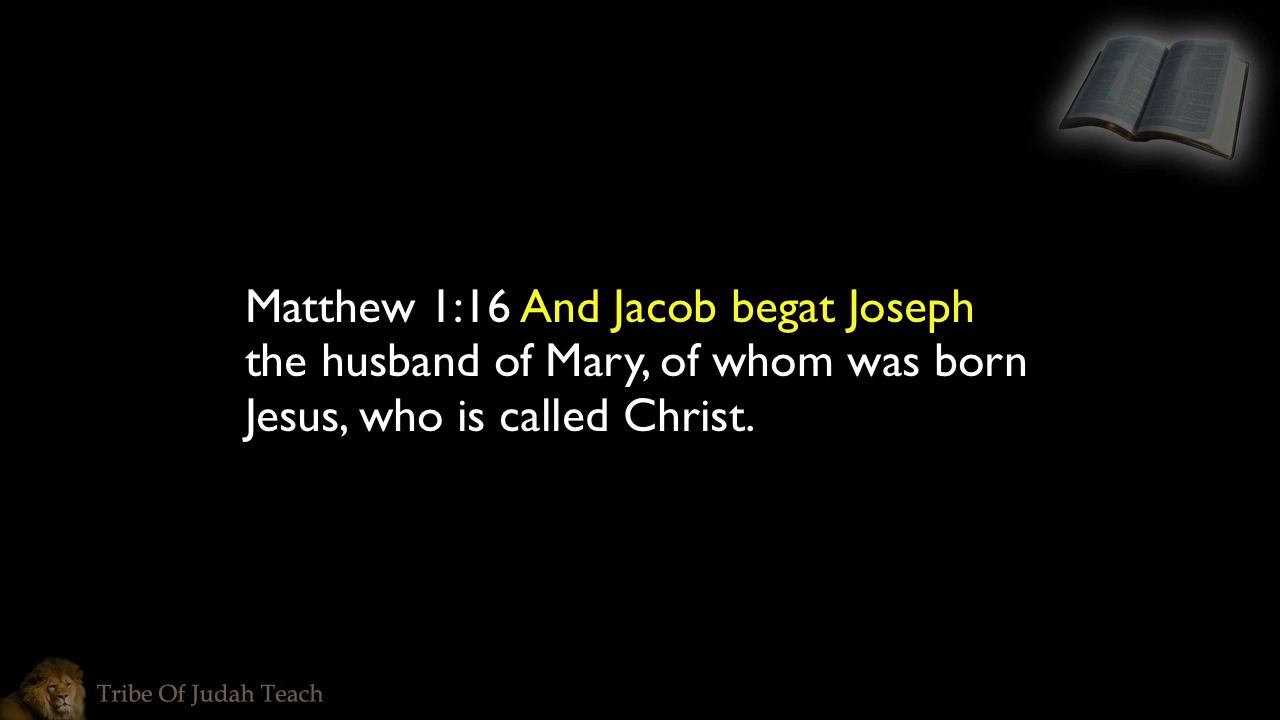 Matthew 1:16 And Jacob begat Joseph
the husband of Mary, of whom was born
Jesus, who is called Christ.
Tribe Of Judah Teach